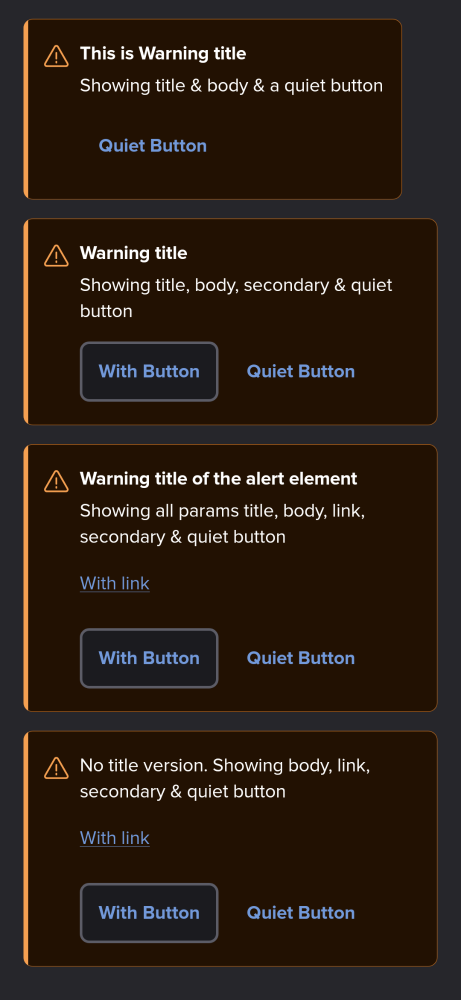 This is Warning title
Showing title & body & a quiet button
Quiet Button
Warning title
Showing title, body, secondary & quiet
button
With Button
Quiet Button
Warning title of the alert element
Showing all params title, body, link,
secondary & quiet button
With link
With Button
Quiet Button
No title version. Showing body, link,
secondary & quiet button
With link
With Button
Quiet Button